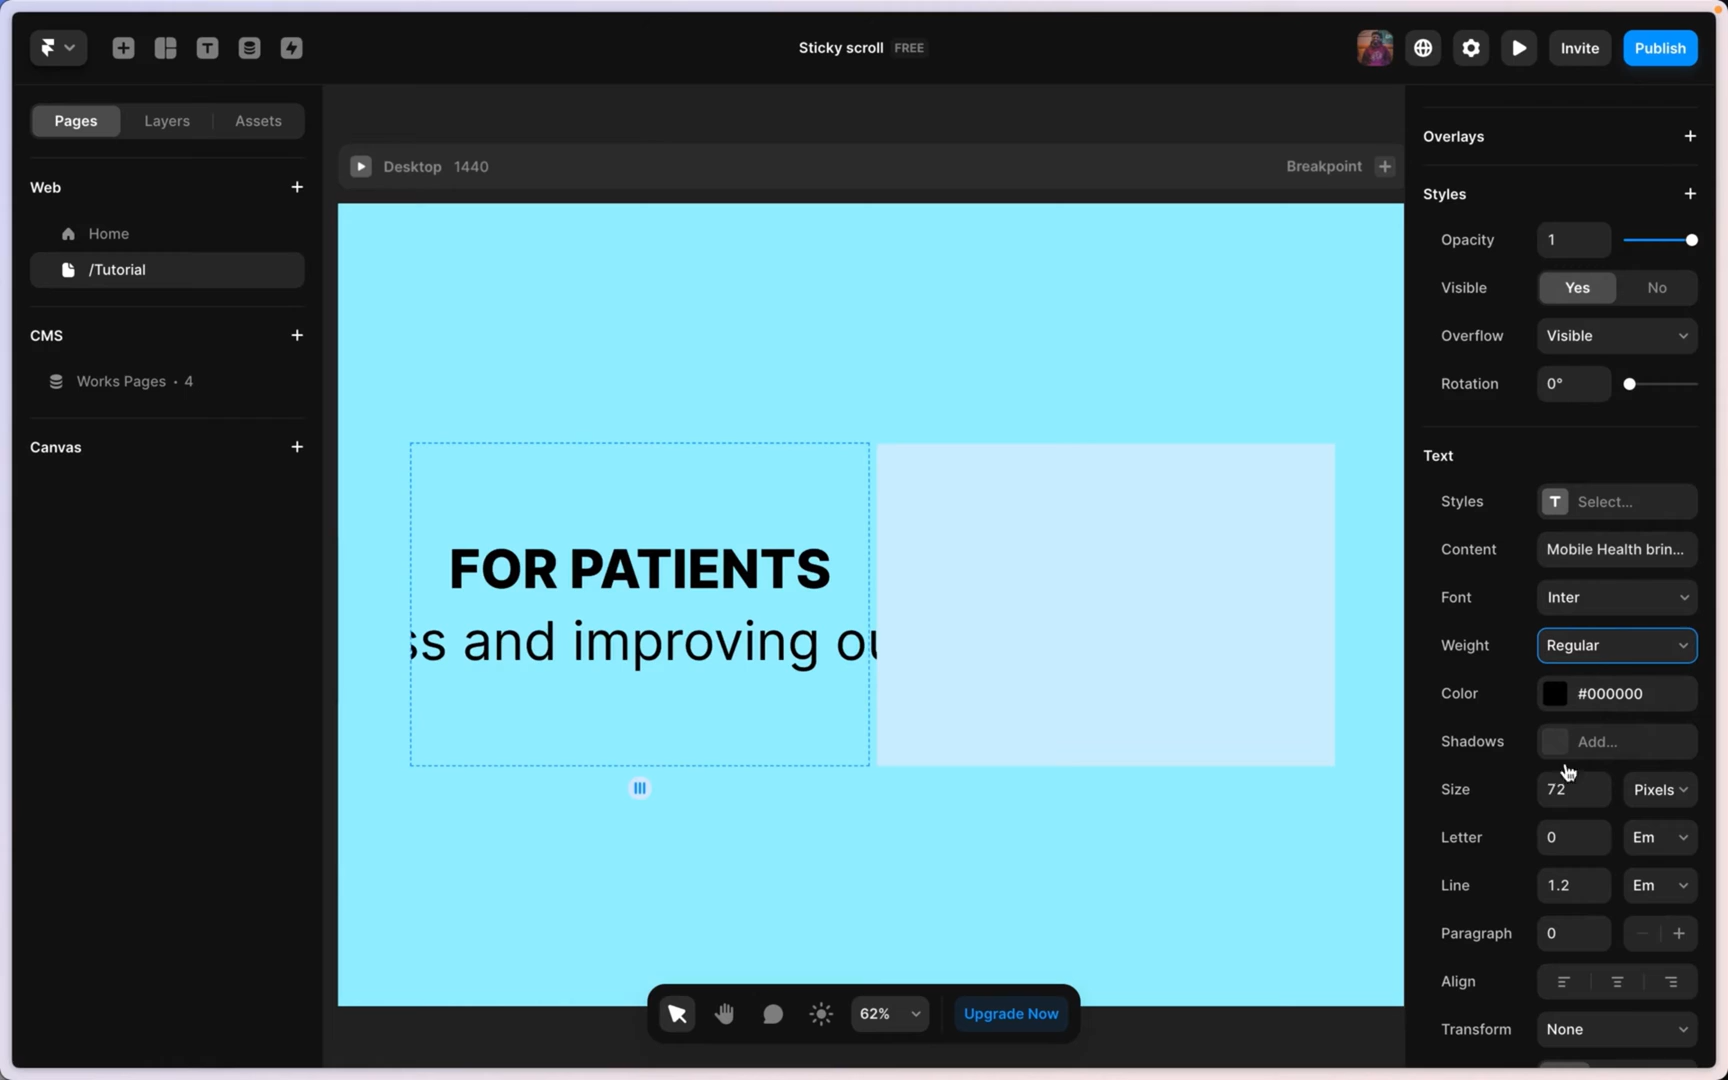 Sticky scroll FREE
Invite
Publish
Pages
Layers
Assets
Web
Home
/Tutorial
CMS
Works Pages • 4
Canvas
Desktop 1440
Breakpoint
FOR PATIENTS
ss and improving ou
62%
Upgrade Now
Overlays
Styles
Opacity 1
Visible Yes No
Overflow Visible
Rotation 0°
Text
Styles T Select...
Content Mobile Health brin...
Font Inter
Weight Regular
Color #000000
Shadows Add...
Size 72 Pixels
Letter 0 Em
Line 1.2 Em
Paragraph 0
Align
Transform None